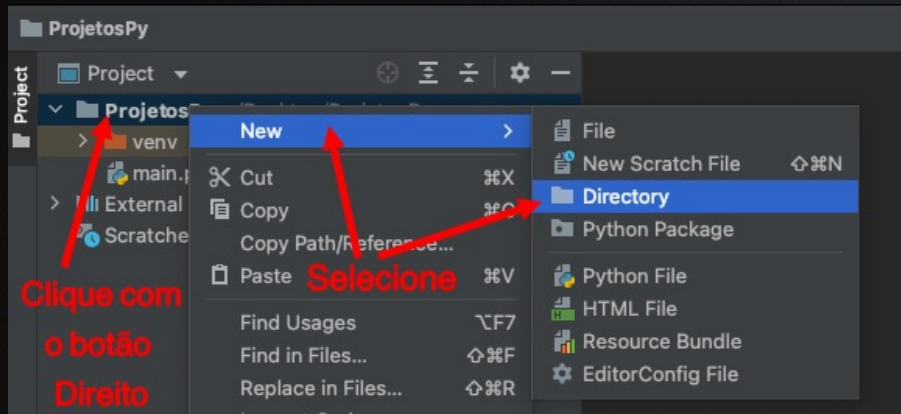 ProjetosPy
Project
Project
ProjetosP
venv
main.p
External
Scratche
New
Cut ⌘X
Copy ⌘C
Copy Path/Reference...
Paste ⌘V
Find Usages ⌥F7
Find in Files... ⇧⌘F
Replace in Files... ⇧⌘R
File
New Scratch File ⇧⌘N
Directory
Python Package
Python File
HTML File
Resource Bundle
EditorConfig File
Selecione
Clique com
o botão
Direito